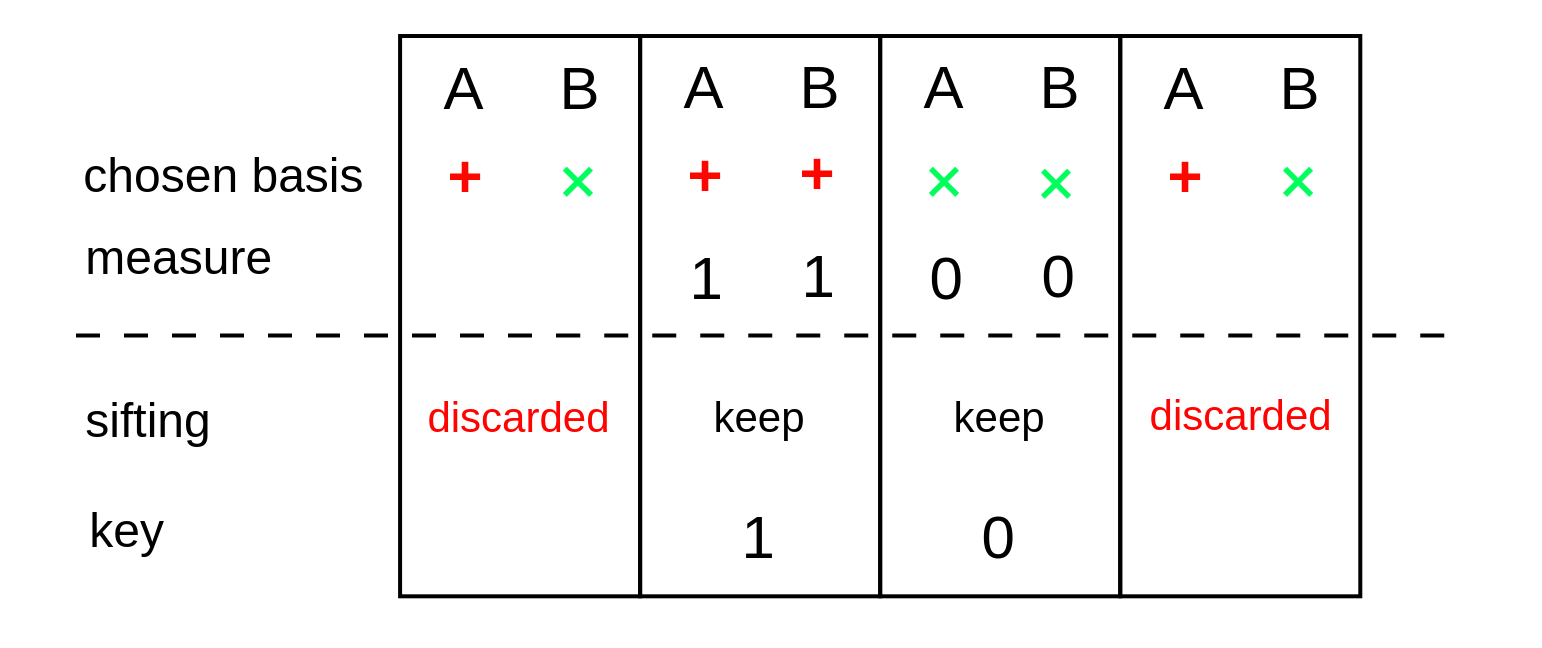 A B A B A B A B
chosen basis + × + + × × + ×
measure 1 1 0 0
sifting discarded keep keep discarded
key 1 0